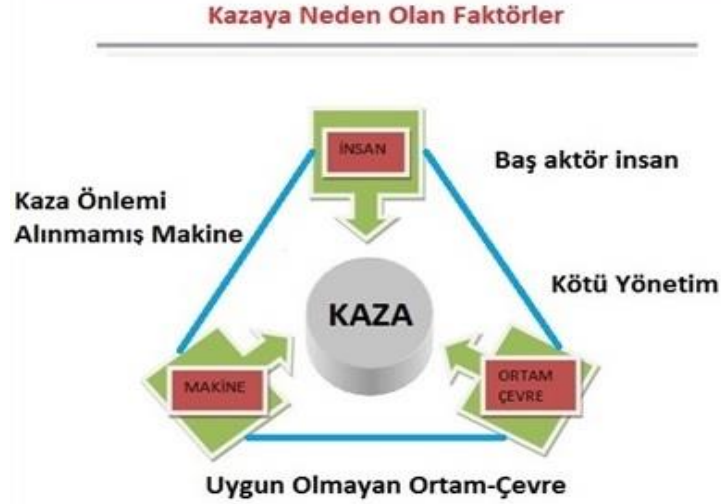 Kazaya Neden Olan Faktörler
İNSAN
Baş aktör insan
Kaza Önlemi
Alınmamış Makine
Kötü Yönetim
KAZA
MAKİNE
ORTAM
ÇEVRE
Uygun Olmayan Ortam-Çevre